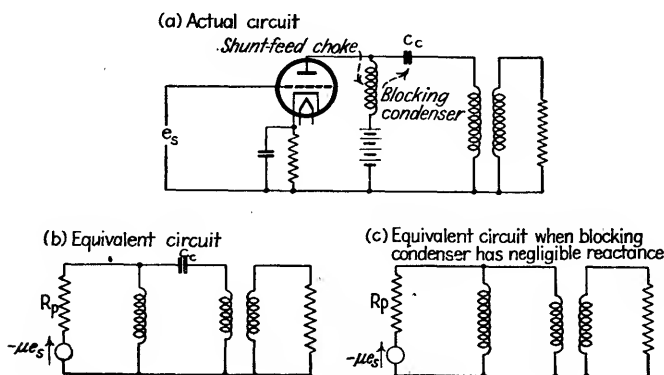 (a) Actual circuit
Shunt-feed choke
Cc
Blocking
condenser
es
(b) Equivalent circuit
Cc
Rp
-μes
(c) Equivalent circuit when blocking
condenser has negligible reactance
Rp
-μes